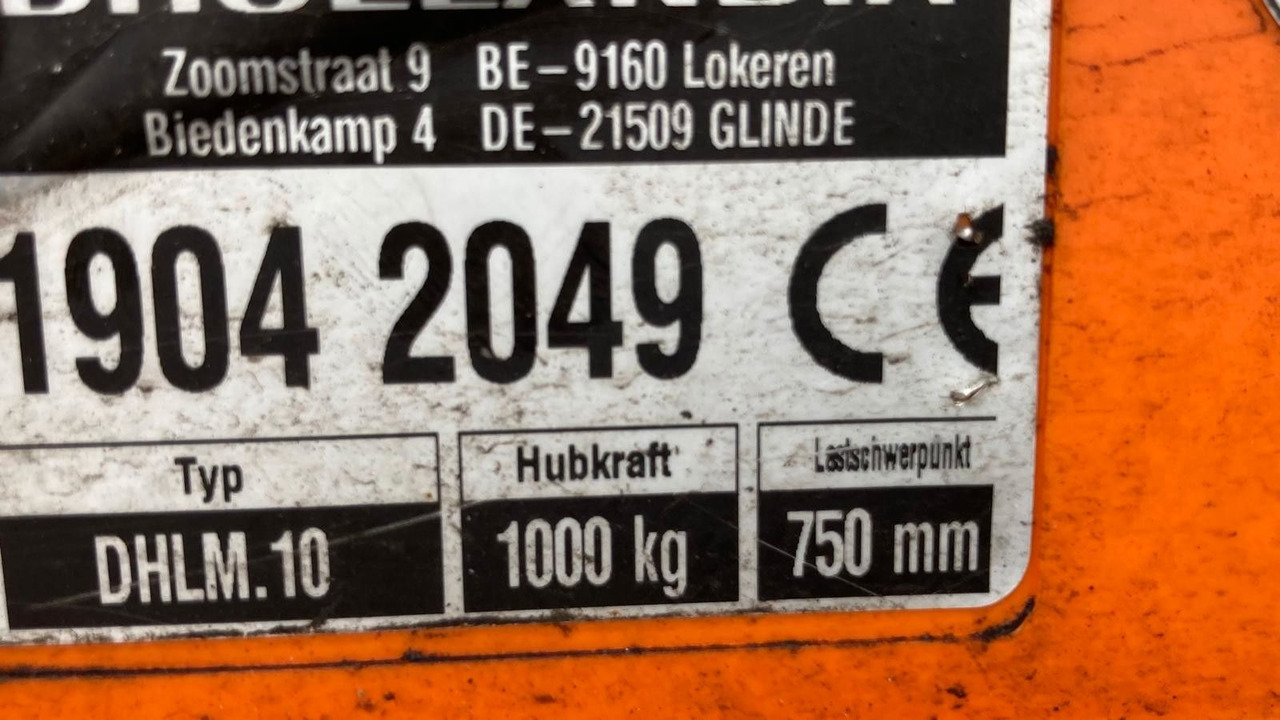 DHOLLANDIA
Zoomstraat 9 BE-9160 Lokeren
Biedenkamp 4 DE-21509 GLINDE
1904 2049 CE
Typ Hubkraft Lastschwerpunkt
DHLM.10 1000 kg 750 mm